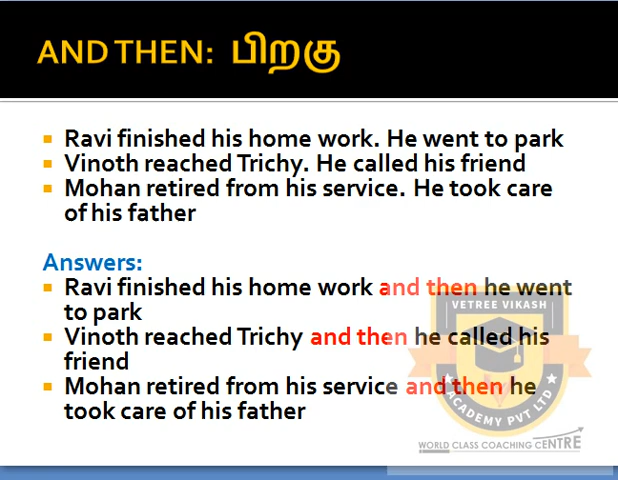 AND THEN: பிறகு
Ravi finished his home work. He went to park
Vinoth reached Trichy. He called his friend
Mohan retired from his service. He took care
of his father
Answers:
Ravi finished his home work and then he went
to park
Vinoth reached Trichy and then he called his
friend
Mohan retired from his service and then he
took care of his father
VETREE VIKASH
ACADEMY PVT LTD
WORLD CLASS COACHING CENTRE